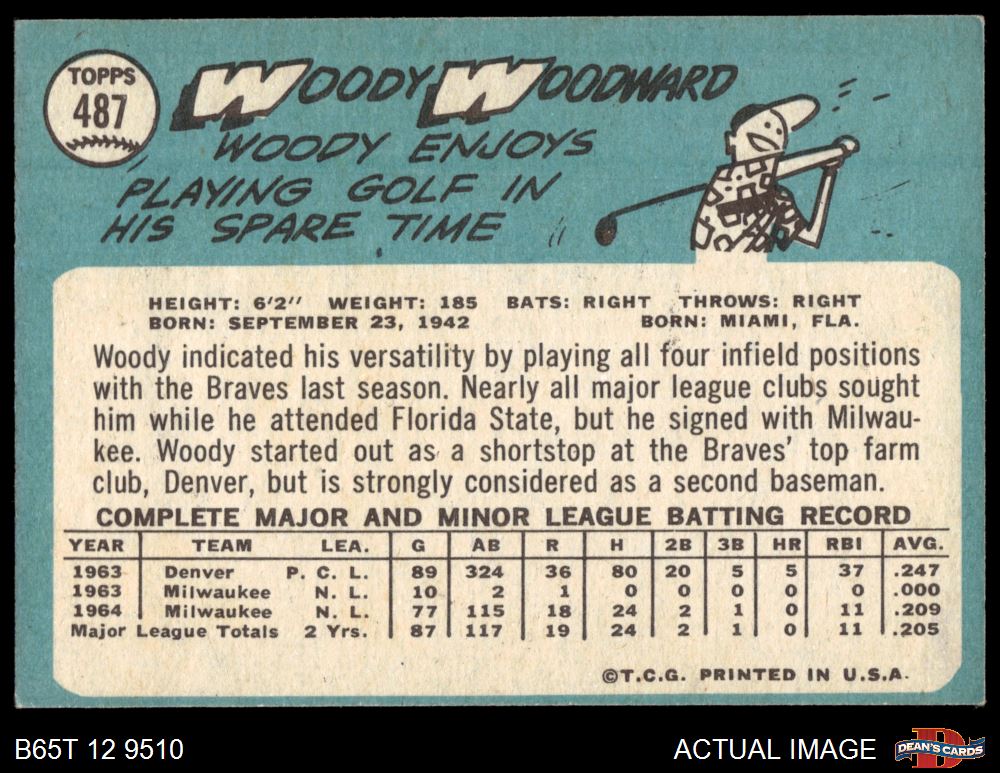 TOPPS
487
WOODY WOODWARD
WOODY ENJOYS
PLAYING GOLF IN
HIS SPARE TIME
HEIGHT: 6'2" WEIGHT: 185 BATS: RIGHT THROWS: RIGHT
BORN: SEPTEMBER 23, 1942 BORN: MIAMI, FLA.
Woody indicated his versatility by playing all four infield positions
with the Braves last season. Nearly all major league clubs sought
him while he attended Florida State, but he signed with Milwau-
kee. Woody started out as a shortstop at the Braves' top farm
club, Denver, but is strongly considered as a second baseman.
COMPLETE MAJOR AND MINOR LEAGUE BATTING RECORD
YEAR TEAM LEA. G AB R H 2B 3B HR RBI AVG.
1963 Denver P. C. L. 89 324 36 80 20 5 5 37 .247
1963 Milwaukee N. L. 10 2 1 0 0 0 0 0 .000
1964 Milwaukee N. L. 77 115 18 24 2 1 0 11 .209
Major League Totals 2 Yrs. 87 117 19 24 2 1 0 11 .205
©T.C.G. PRINTED IN U.S.A.
B65T 12 9510 ACTUAL IMAGE D DEAN'S CARDS